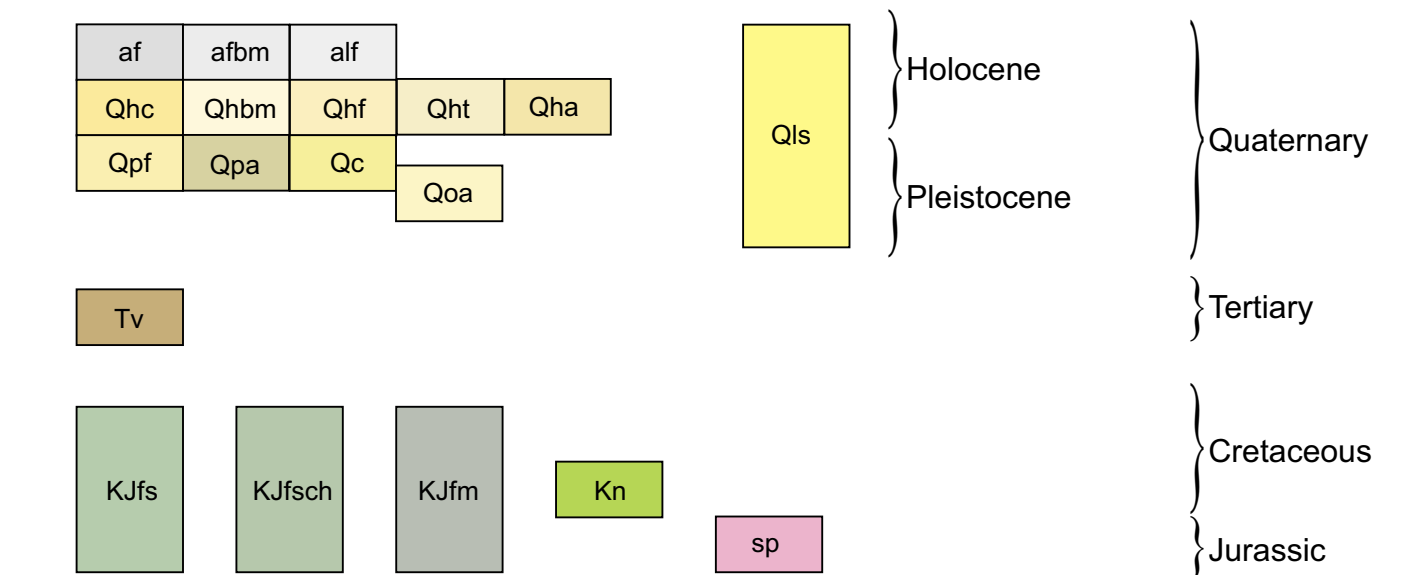 af afbm alf
Holocene
Qhc Qhbm Qhf Qht Qha
Qls
Quaternary
Qpf Qpa Qc
Qoa
Pleistocene
Tv
Tertiary
Cretaceous
KJfs KJfsch KJfm Kn
sp
Jurassic